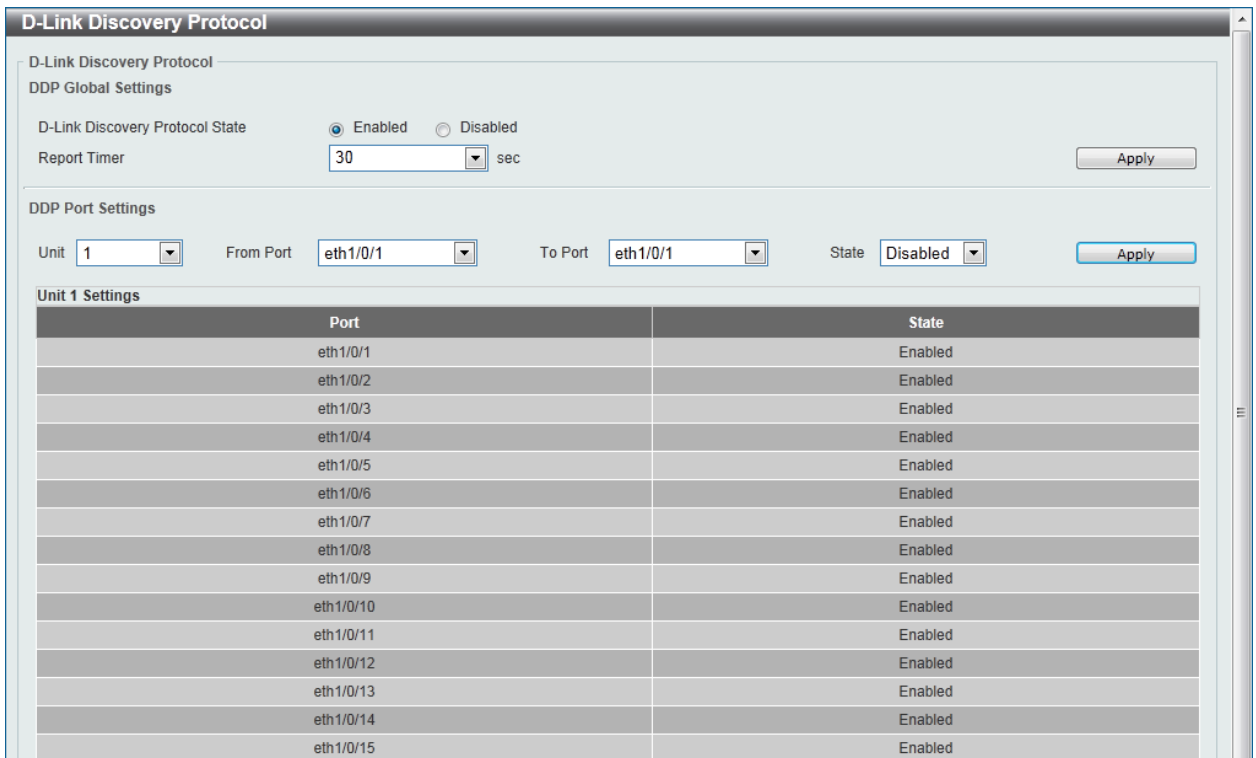 D-Link Discovery Protocol
D-Link Discovery Protocol
DDP Global Settings
D-Link Discovery Protocol State Enabled Disabled
Report Timer 30 sec Apply
DDP Port Settings
Unit 1 From Port eth1/0/1 To Port eth1/0/1 State Disabled Apply
Unit 1 Settings
Port State
eth1/0/1 Enabled
eth1/0/2 Enabled
eth1/0/3 Enabled
eth1/0/4 Enabled
eth1/0/5 Enabled
eth1/0/6 Enabled
eth1/0/7 Enabled
eth1/0/8 Enabled
eth1/0/9 Enabled
eth1/0/10 Enabled
eth1/0/11 Enabled
eth1/0/12 Enabled
eth1/0/13 Enabled
eth1/0/14 Enabled
eth1/0/15 Enabled